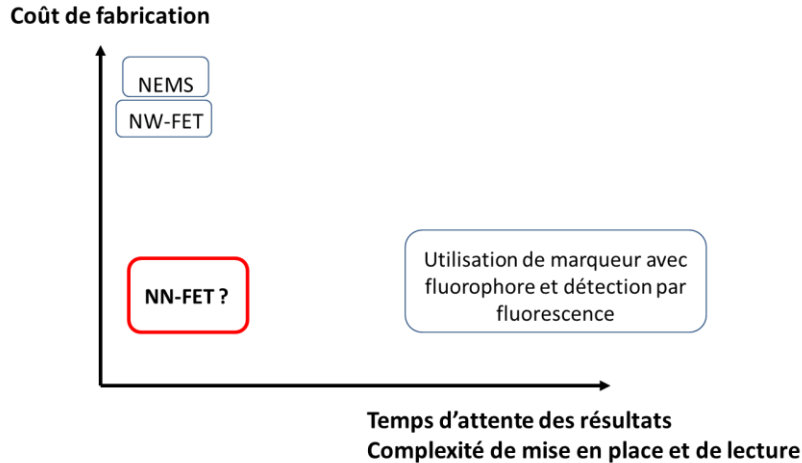 Coût de fabrication
NEMS
NW-FET
NN-FET ?
Utilisation de marqueur avec
fluorophore et détection par
fluorescence
Temps d’attente des résultats
Complexité de mise en place et de lecture